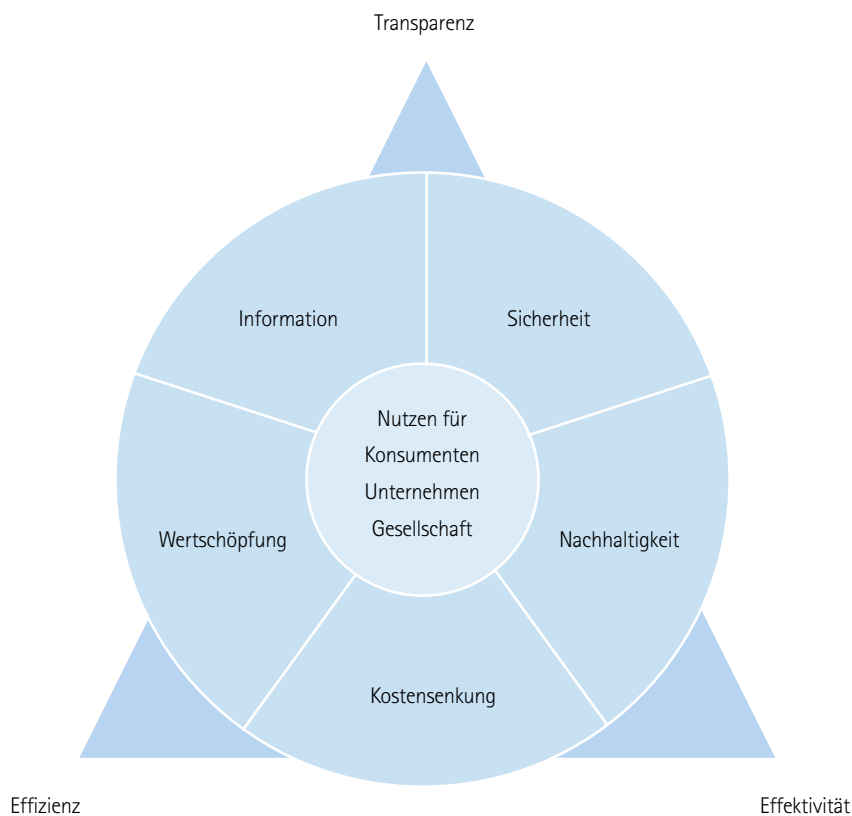 Transparenz
Information
Sicherheit
Nutzen für
Konsumenten
Unternehmen
Gesellschaft
Wertschöpfung
Nachhaltigkeit
Kostensenkung
Effizienz
Effektivität